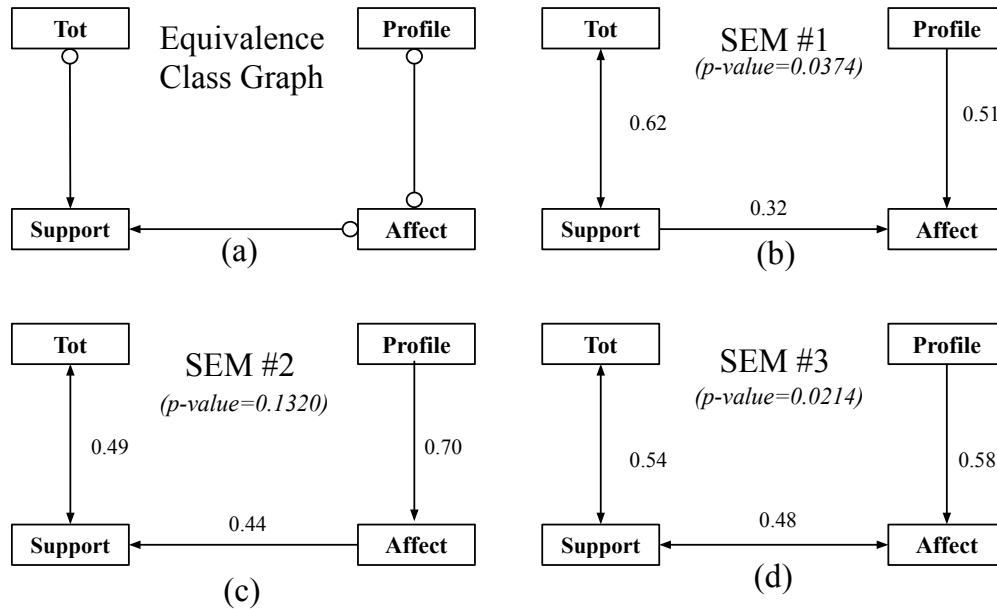 Tot
Equivalence
Class Graph
Profile
Support
(a)
Affect
Tot
SEM #1
(p-value=0.0374)
Profile
0.62
0.51
Support
0.32
(b)
Affect
Tot
SEM #2
(p-value=0.1320)
Profile
0.49
0.70
Support
0.44
(c)
Affect
Tot
SEM #3
(p-value=0.0214)
Profile
0.54
0.58
Support
0.48
(d)
Affect